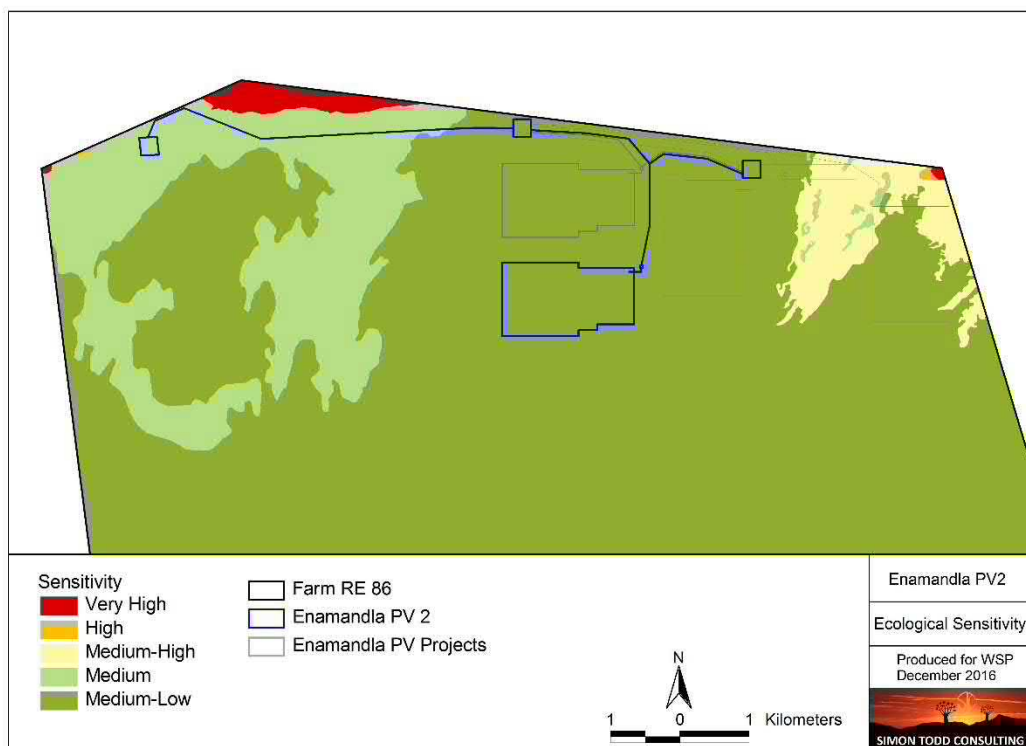 Sensitivity
Very High
High
Medium-High
Medium
Medium-Low
Farm RE 86
Enamandla PV 2
Enamandla PV Projects
N
1 0 1 Kilometers
Enamandla PV2
Ecological Sensitivity
Produced for WSP
December 2016
SIMON TODD CONSULTING